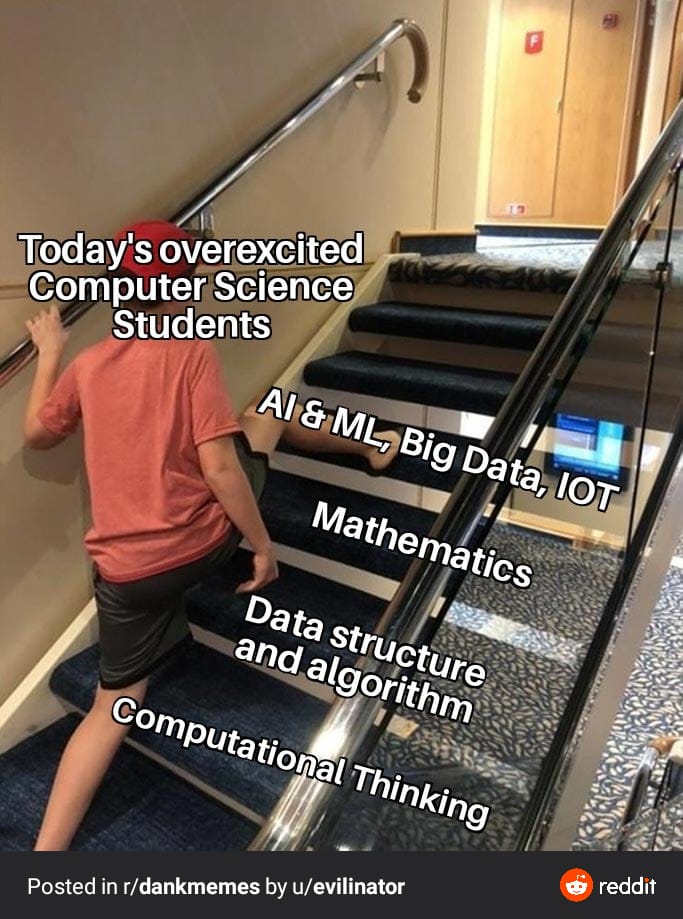 F
Today's overexcited
Computer Science
Students
AI & ML, Big Data, IOT
Mathematics
Data structure
and algorithm
Computational Thinking
Posted in r/dankmemes by u/evilinator
reddit